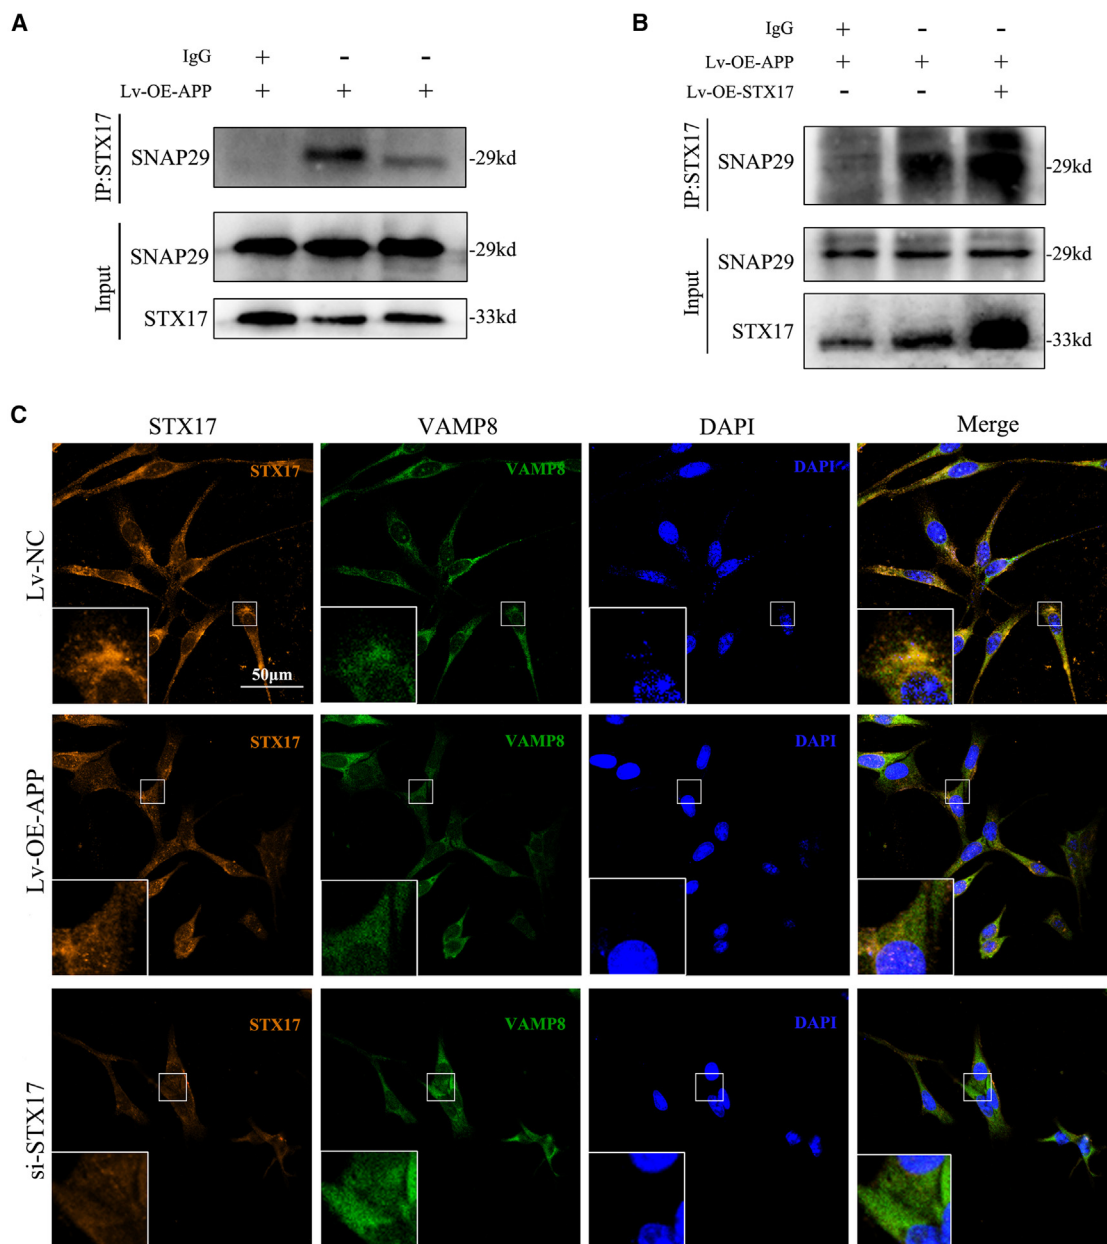 A
IgG + - -
Lv-OE-APP + + +
IP:STX17
SNAP29 -29kd
Input
SNAP29 -29kd
STX17 -33kd
B
IgG + - -
Lv-OE-APP + + +
Lv-OE-STX17 - - +
IP:STX17
SNAP29 -29kd
Input
SNAP29 -29kd
STX17 -33kd
C
STX17 VAMP8 DAPI Merge
Lv-NC
STX17 VAMP8 DAPI
50μm
Lv-OE-APP
STX17 VAMP8 DAPI
si-STX17
STX17 VAMP8 DAPI